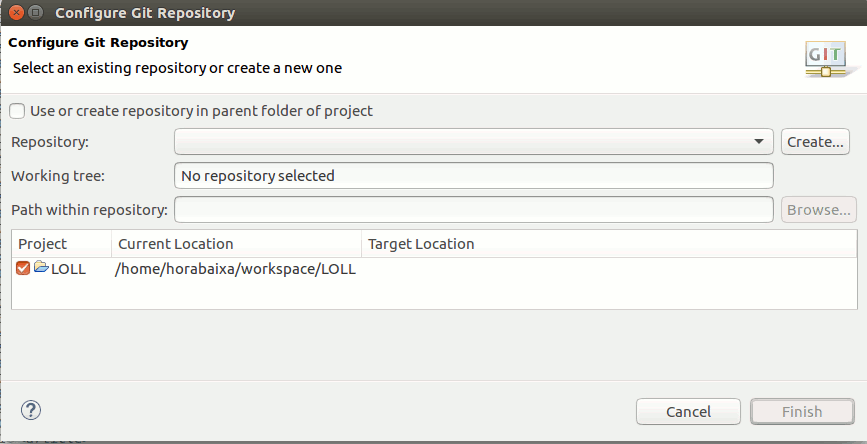 Configure Git Repository
Configure Git Repository
Select an existing repository or create a new one
GIT
Use or create repository in parent folder of project
Repository: Create...
Working tree: No repository selected
Path within repository: Browse...
Project Current Location Target Location
LOLL /home/horabaixa/workspace/LOLL
? Cancel Finish